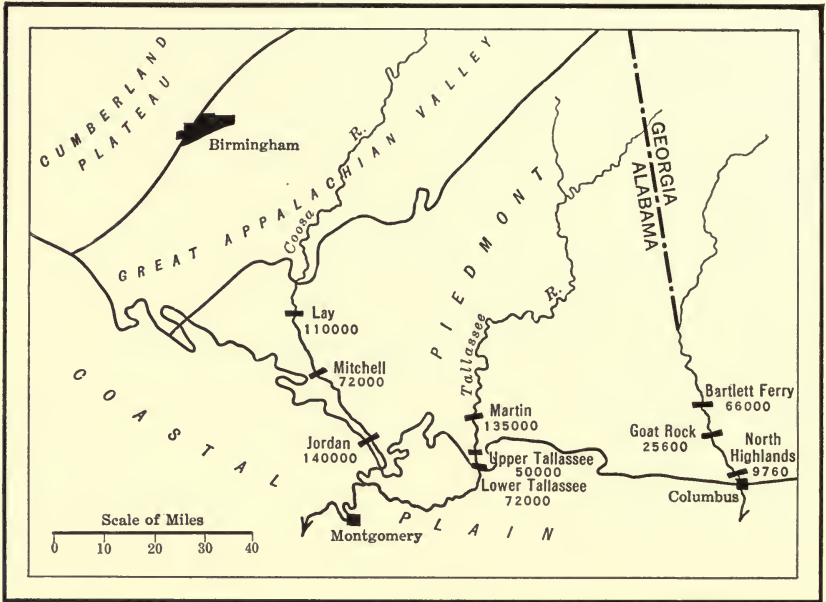 CUMBERLAND
PLATEAU
Birmingham
GREAT APPALACHIAN VALLEY
Coosa R.
PIEDMONT
GEORGIA
ALABAMA
Lay
110000
Mitchell
72000
Jordan
140000
Tallassee R.
Martin
135000
Upper Tallassee
50000
Lower Tallassee
72000
Bartlett Ferry
66000
Goat Rock
25600
North
Highlands
9760
Columbus
Montgomery
COASTAL PLAIN
Scale of Miles
0 10 20 30 40